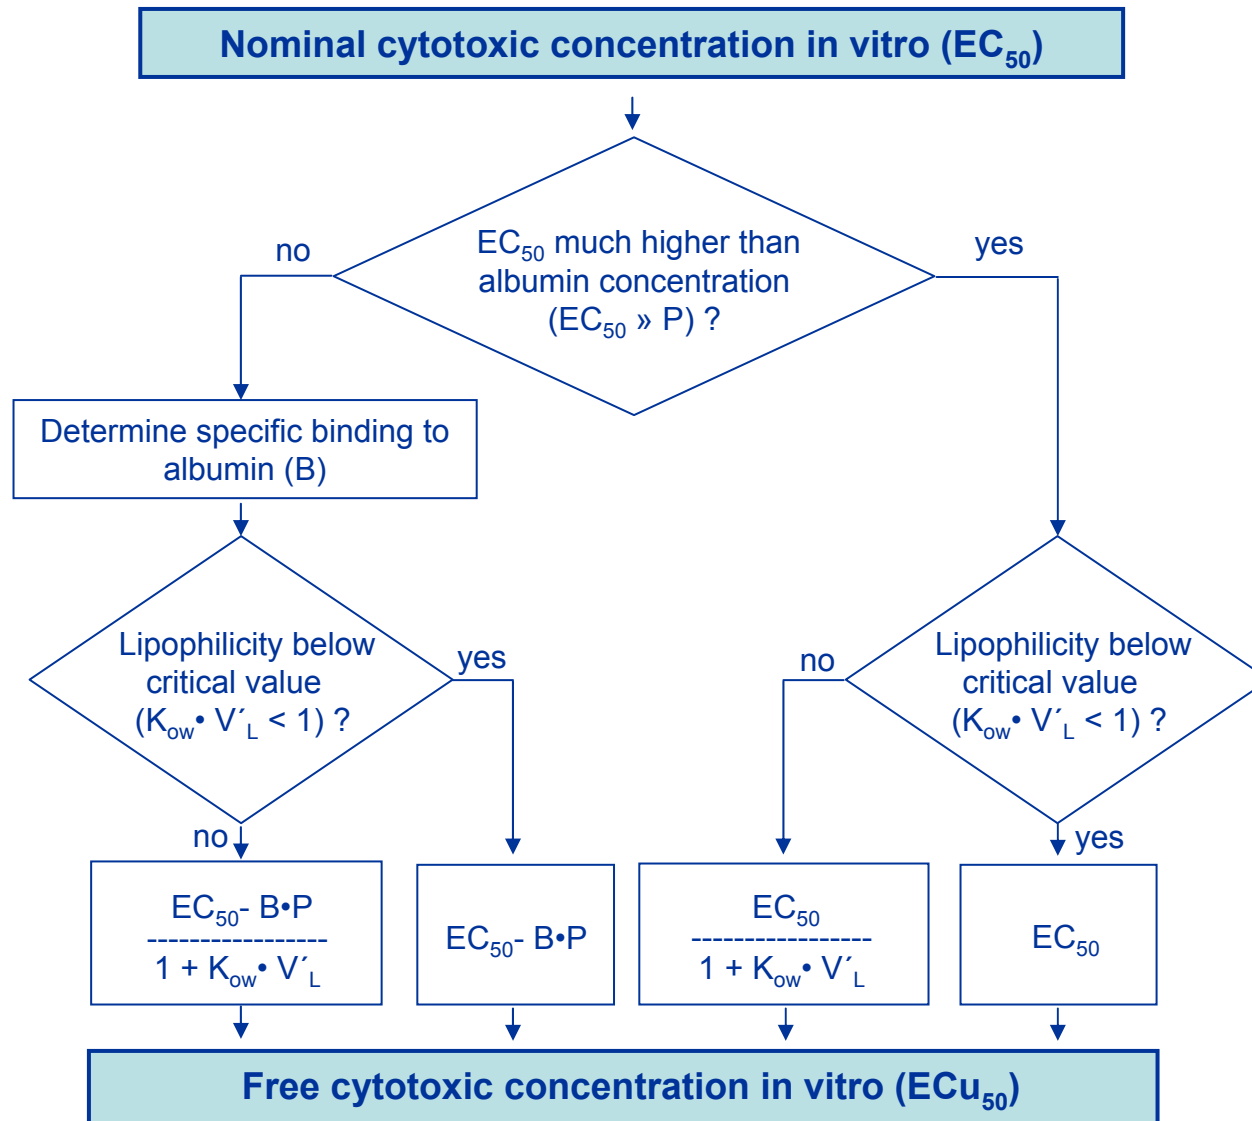 Nominal cytotoxic concentration in vitro (EC50)
no
EC50 much higher than
albumin concentration
(EC50 » P) ?
yes
Determine specific binding to
albumin (B)
Lipophilicity below
critical value
(Kow• V´L < 1) ?
yes
no
no
Lipophilicity below
critical value
(Kow• V´L < 1) ?
yes
EC50- B•P
-----------------
1 + Kow• V´L
EC50- B•P
EC50
-----------------
1 + Kow• V´L
EC50
Free cytotoxic concentration in vitro (ECu50)